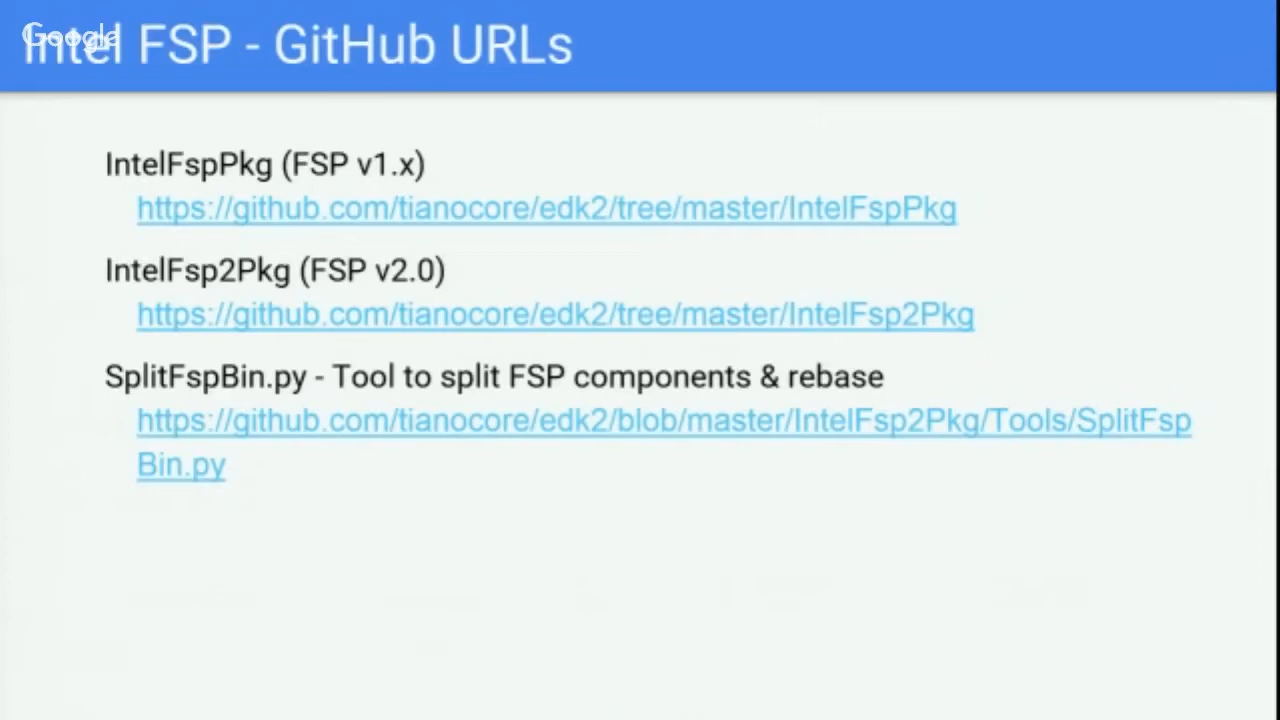 Google
Intel FSP - GitHub URLs
IntelFspPkg (FSP v1.x)
https://github.com/tianocore/edk2/tree/master/IntelFspPkg
IntelFsp2Pkg (FSP v2.0)
https://github.com/tianocore/edk2/tree/master/IntelFsp2Pkg
SplitFspBin.py - Tool to split FSP components & rebase
https://github.com/tianocore/edk2/blob/master/IntelFsp2Pkg/Tools/SplitFsp
Bin.py